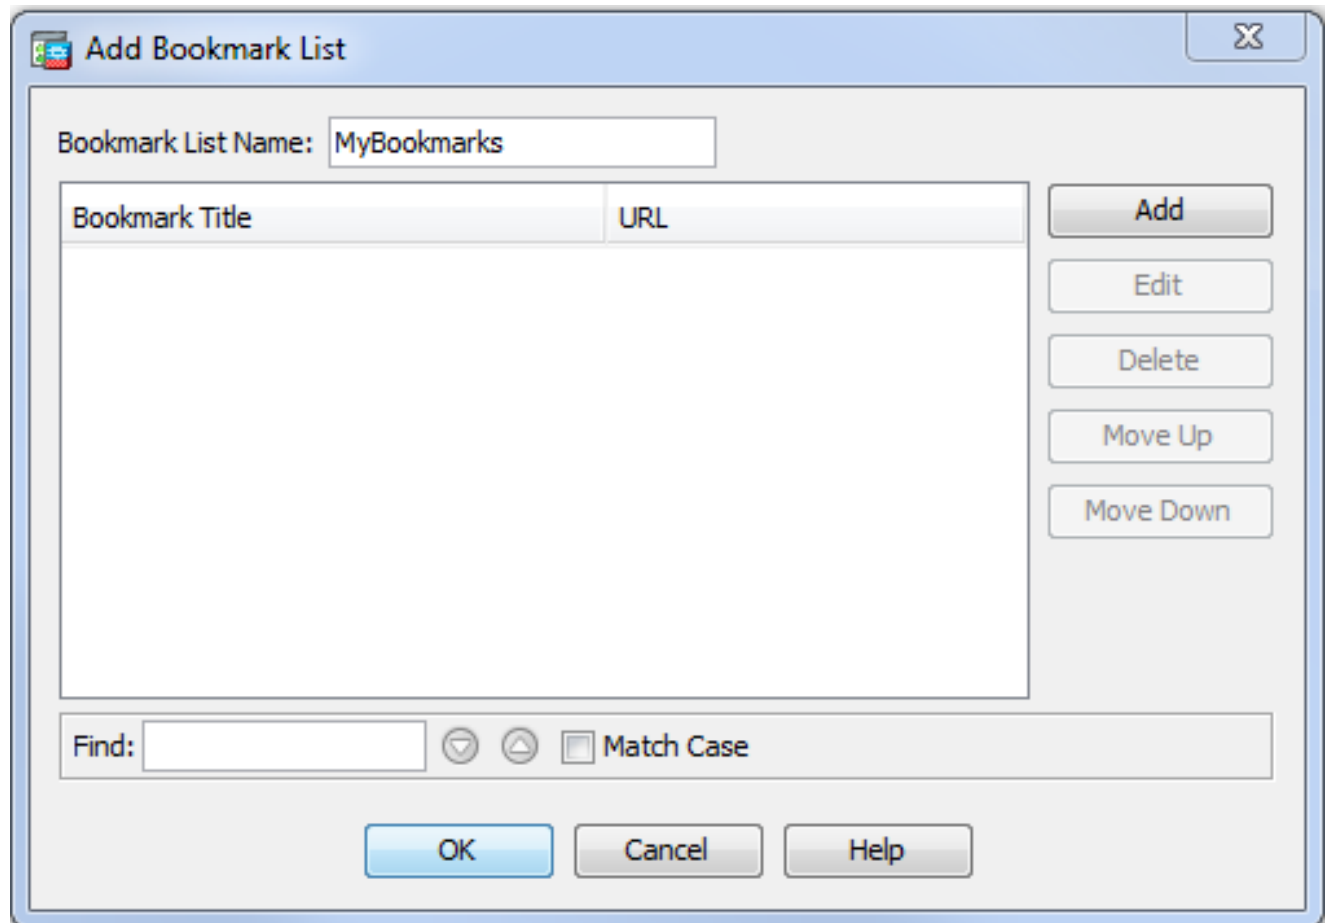 Add Bookmark List
Bookmark List Name: MyBookmarks
Bookmark Title URL
Add
Edit
Delete
Move Up
Move Down
Find: Match Case
OK Cancel Help